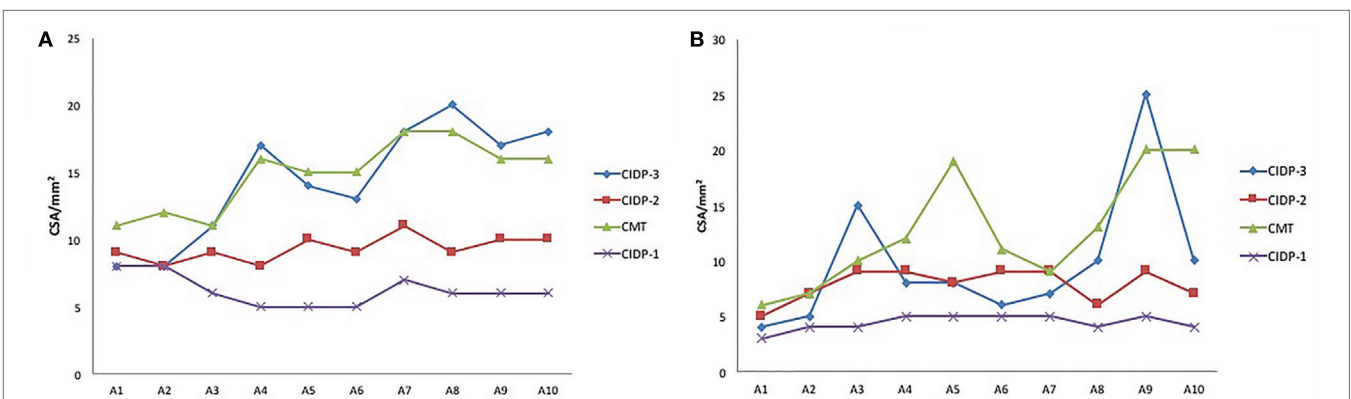 A
25
20
15
10
5
0
CSA/mm²
A1 A2 A3 A4 A5 A6 A7 A8 A9 A10
CIDP-3
CIDP-2
CMT
CIDP-1
B
30
25
20
15
10
5
0
CSA/mm²
A1 A2 A3 A4 A5 A6 A7 A8 A9 A10
CIDP-3
CIDP-2
CMT
CIDP-1